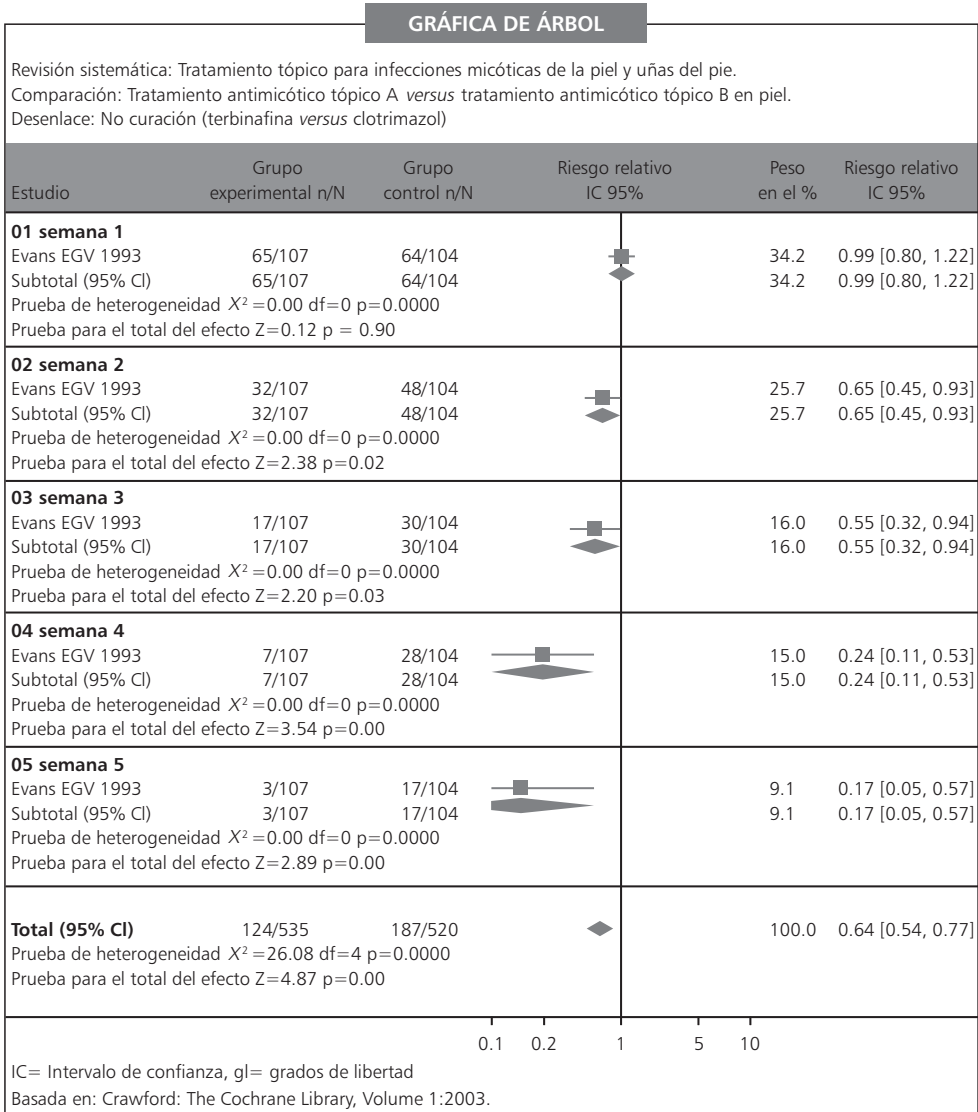 GRÁFICA DE ÁRBOL
Revisión sistemática: Tratamiento tópico para infecciones micóticas de la piel y uñas del pie.
Comparación: Tratamiento antimicótico tópico A versus tratamiento antimicótico tópico B en piel.
Desenlace: No curación (terbinafina versus clotrimazol)
Grupo Grupo Riesgo relativo Peso Riesgo relativo
Estudio experimental n/N control n/N IC 95% en el % IC 95%
01 semana 1
Evans EGV 1993 65/107 64/104 34.2 0.99 [0.80, 1.22]
Subtotal (95% Cl) 65/107 64/104 34.2 0.99 [0.80, 1.22]
Prueba de heterogeneidad X² =0.00 df=0 p=0.0000
Prueba para el total del efecto Z=0.12 p = 0.90
02 semana 2
Evans EGV 1993 32/107 48/104 25.7 0.65 [0.45, 0.93]
Subtotal (95% Cl) 32/107 48/104 25.7 0.65 [0.45, 0.93]
Prueba de heterogeneidad X² =0.00 df=0 p=0.0000
Prueba para el total del efecto Z=2.38 p=0.02
03 semana 3
Evans EGV 1993 17/107 30/104 16.0 0.55 [0.32, 0.94]
Subtotal (95% Cl) 17/107 30/104 16.0 0.55 [0.32, 0.94]
Prueba de heterogeneidad X² =0.00 df=0 p=0.0000
Prueba para el total del efecto Z=2.20 p=0.03
04 semana 4
Evans EGV 1993 7/107 28/104 15.0 0.24 [0.11, 0.53]
Subtotal (95% Cl) 7/107 28/104 15.0 0.24 [0.11, 0.53]
Prueba de heterogeneidad X² =0.00 df=0 p=0.0000
Prueba para el total del efecto Z=3.54 p=0.00
05 semana 5
Evans EGV 1993 3/107 17/104 9.1 0.17 [0.05, 0.57]
Subtotal (95% Cl) 3/107 17/104 9.1 0.17 [0.05, 0.57]
Prueba de heterogeneidad X² =0.00 df=0 p=0.0000
Prueba para el total del efecto Z=2.89 p=0.00
Total (95% Cl) 124/535 187/520 100.0 0.64 [0.54, 0.77]
Prueba de heterogeneidad X² =26.08 df=4 p=0.0000
Prueba para el total del efecto Z=4.87 p=0.00
0.1 0.2 1 5 10
IC= Intervalo de confianza, gl= grados de libertad
Basada en: Crawford: The Cochrane Library, Volume 1:2003.